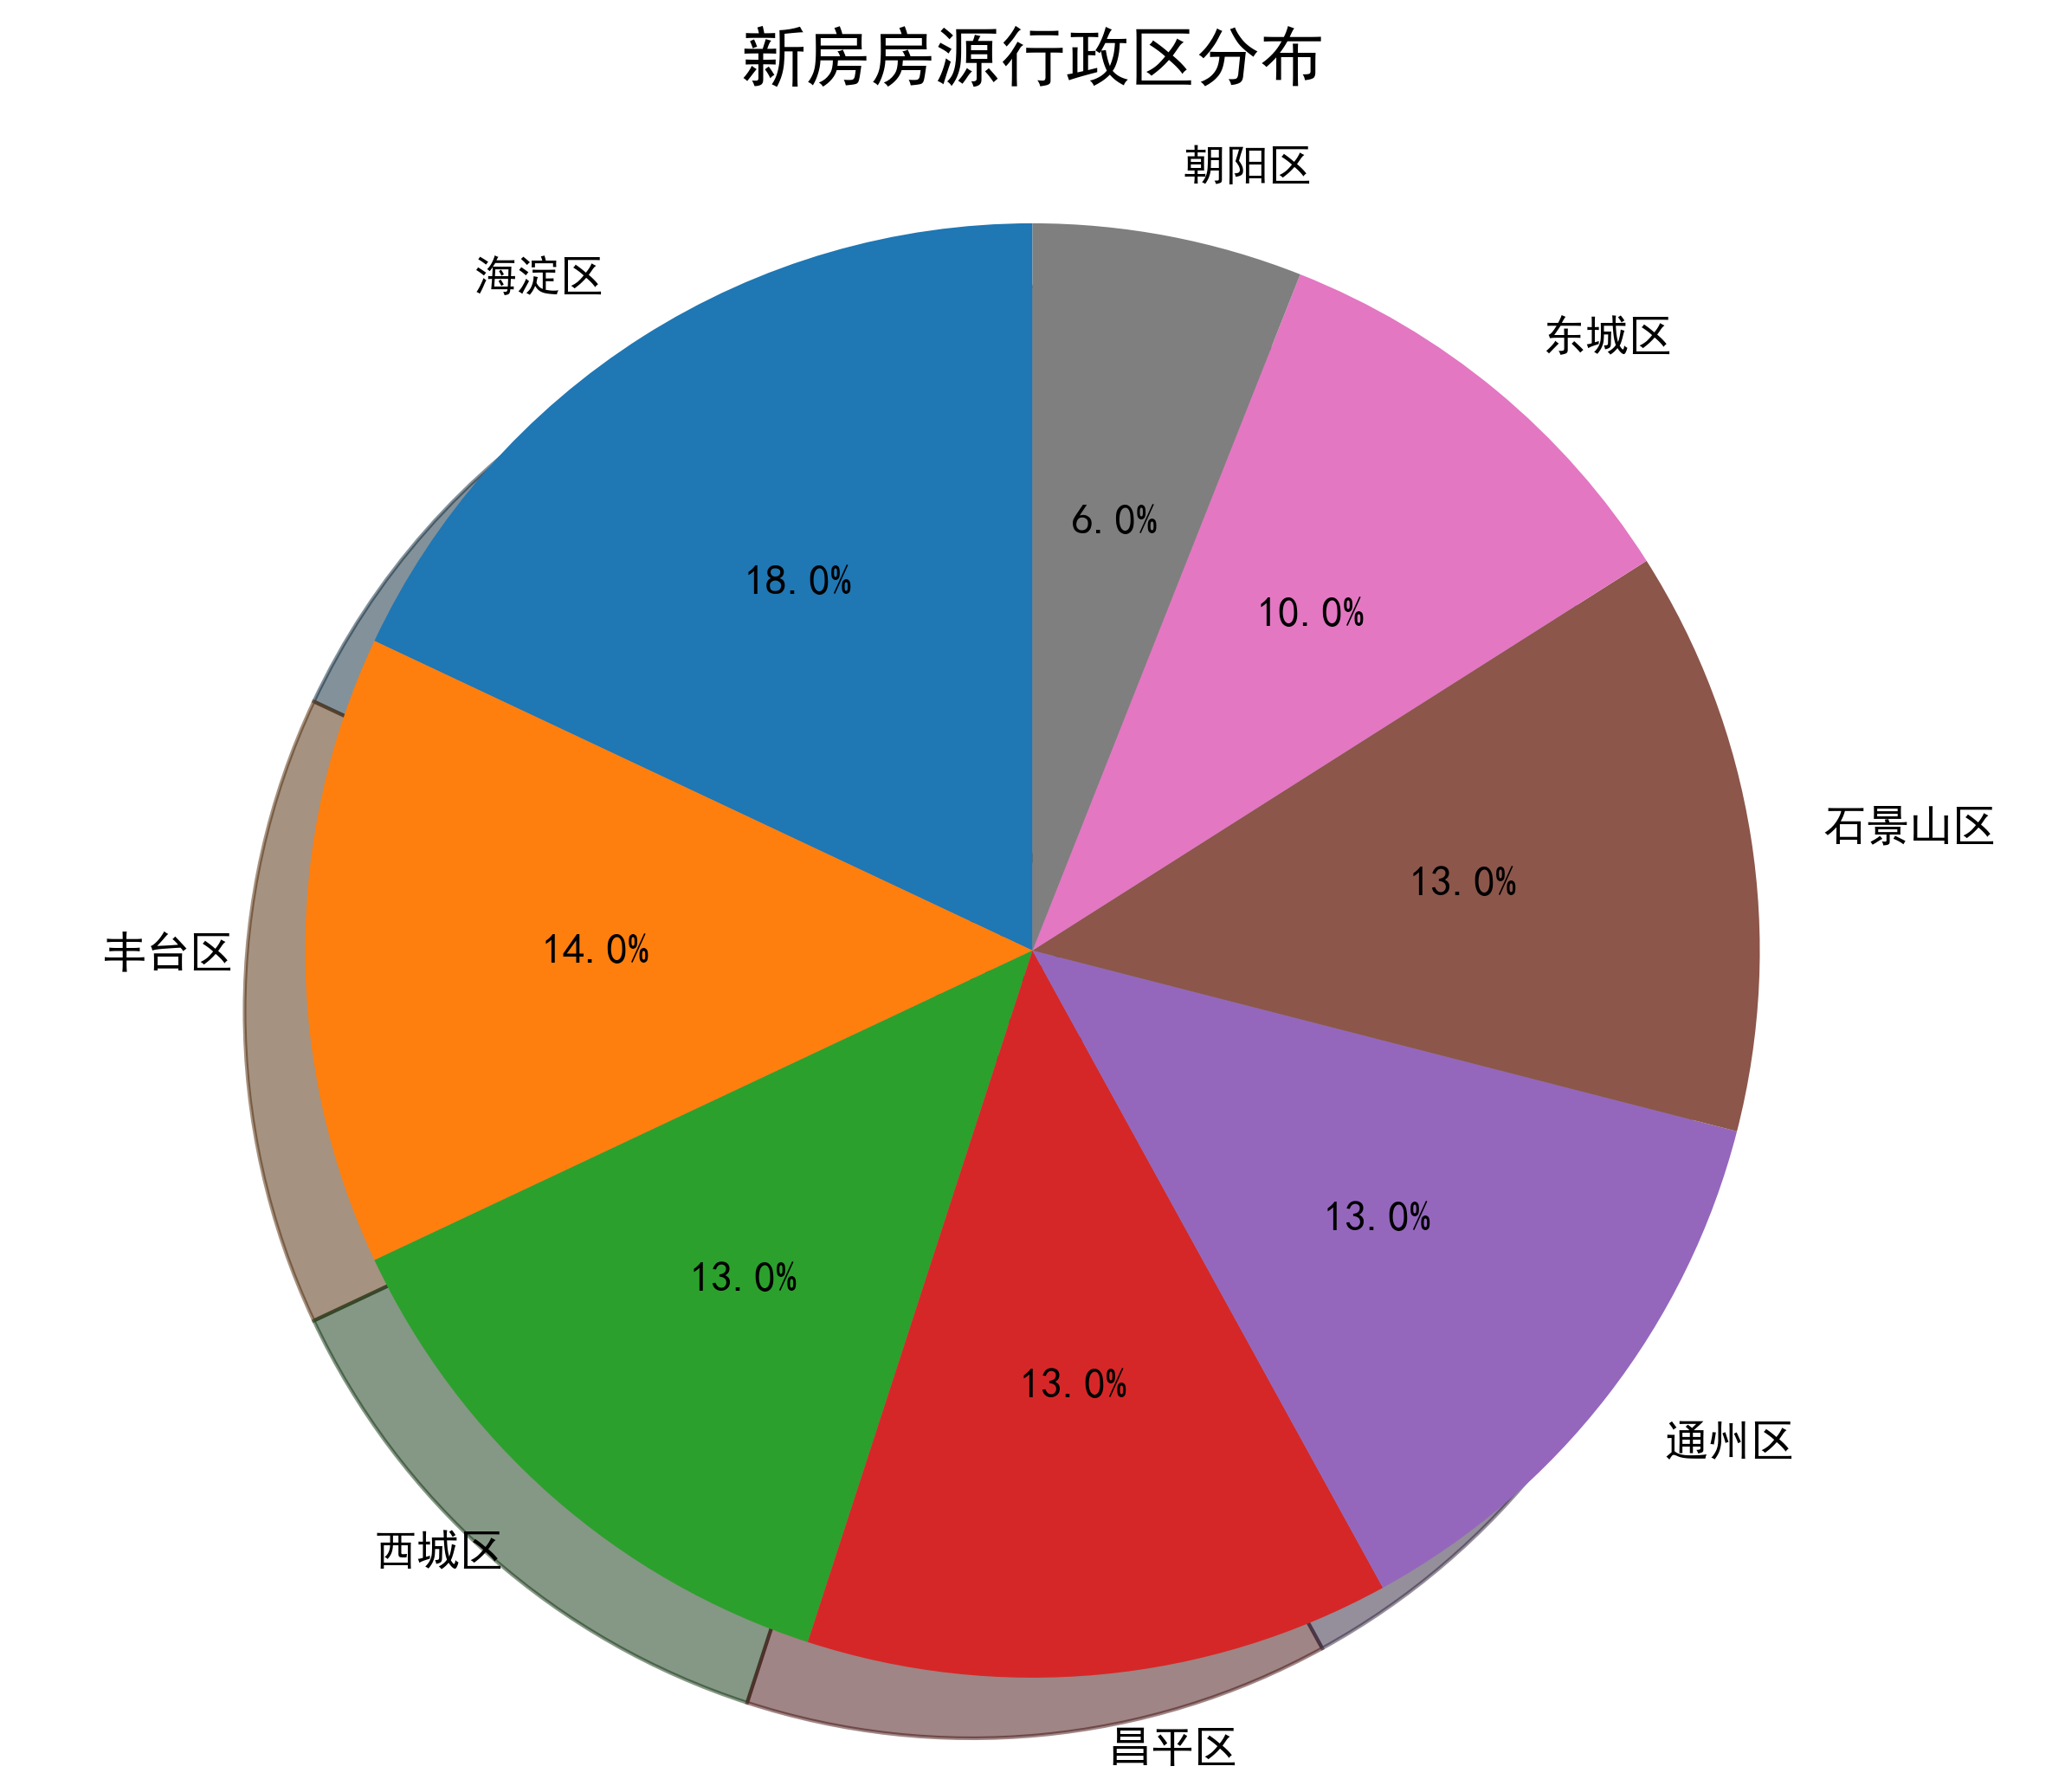 新房房源行政区分布
朝阳区
海淀区
东城区
6.0%
18.0%
10.0%
石景山区
13.0%
丰台区
14.0%
13.0%
13.0%
13.0%
通州区
西城区
昌平区